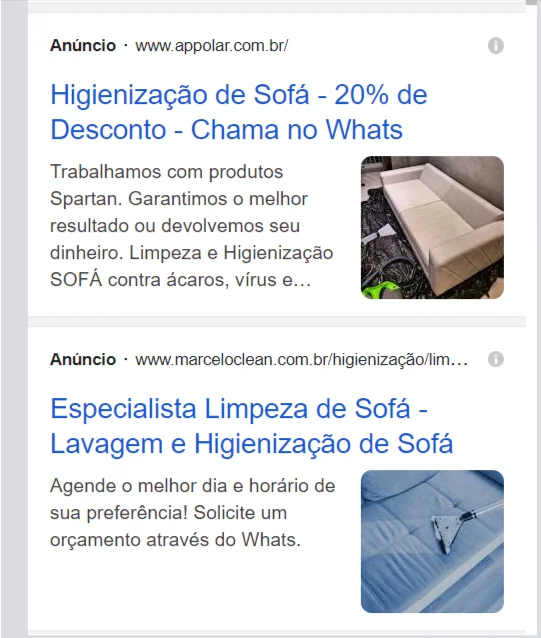 Anúncio · www.appolar.com.br/
Higienização de Sofá - 20% de
Desconto - Chama no Whats
Trabalhamos com produtos
Spartan. Garantimos o melhor
resultado ou devolvemos seu
dinheiro. Limpeza e Higienização
SOFÁ contra ácaros, vírus e…
Anúncio · www.marceloclean.com.br/higienização/lim…
Especialista Limpeza de Sofá -
Lavagem e Higienização de Sofá
Agende o melhor dia e horário de
sua preferência! Solicite um
orçamento através do Whats.